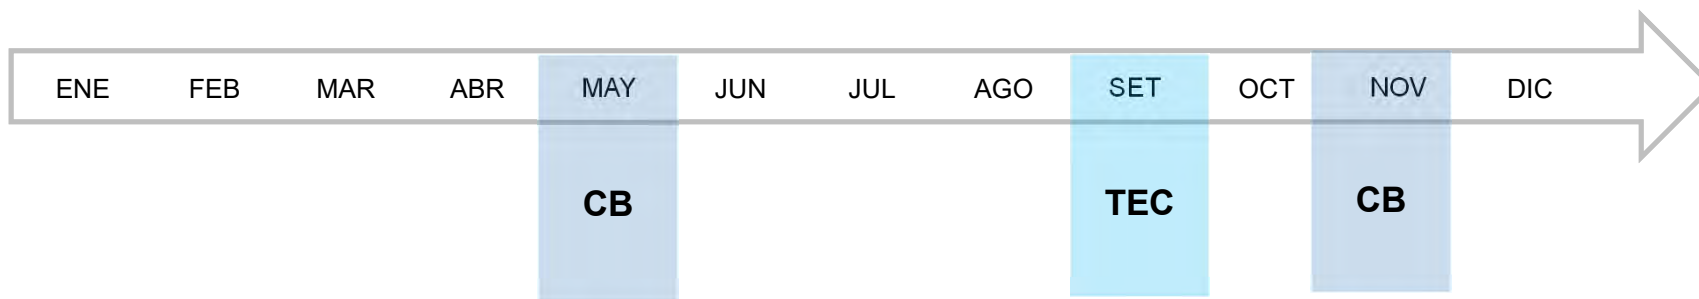 ENE FEB MAR ABR MAY JUN JUL AGO SET OCT NOV DIC
CB TEC CB